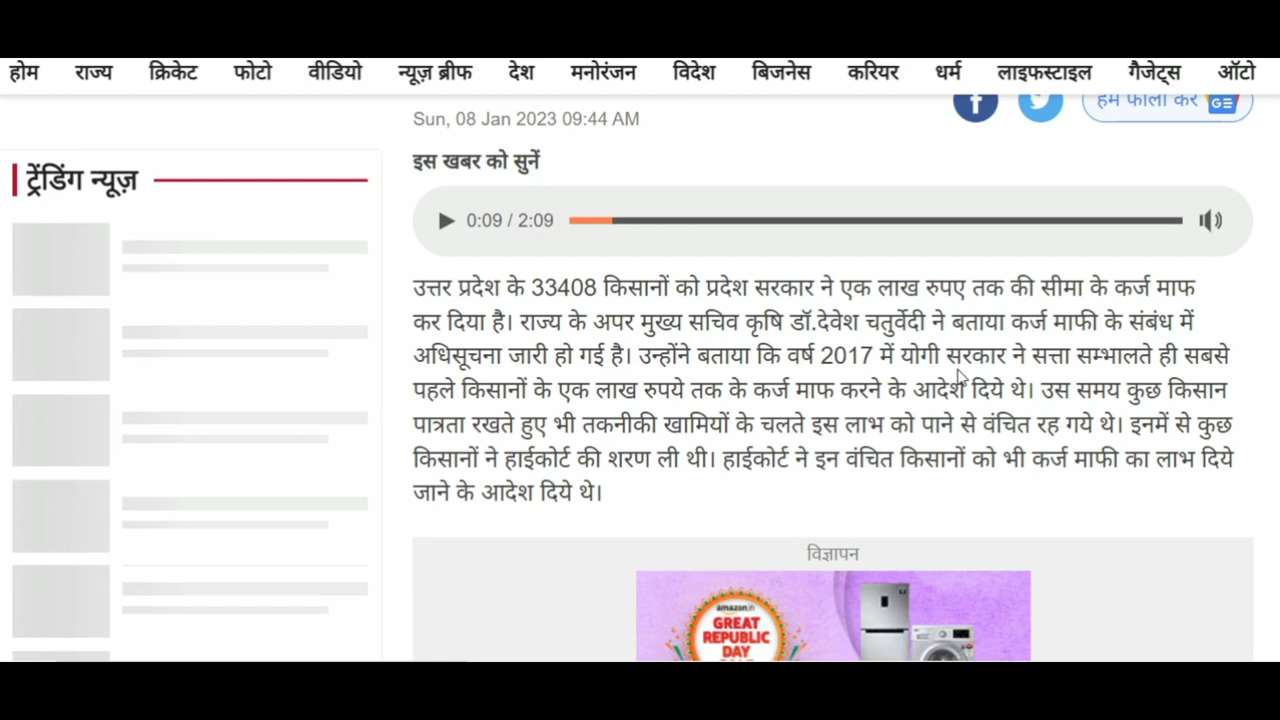 होम राज्य क्रिकेट फोटो वीडियो न्यूज़ ब्रीफ देश मनोरंजन विदेश बिजनेस करियर धर्म लाइफस्टाइल गैजेट्स ऑटो
Sun, 08 Jan 2023 09:44 AM
हमें फॉलो करें
ट्रेंडिंग न्यूज़
इस खबर को सुनें
0:09 / 2:09
उत्तर प्रदेश के 33408 किसानों को प्रदेश सरकार ने एक लाख रुपए तक की सीमा के कर्ज माफ
कर दिया है। राज्य के अपर मुख्य सचिव कृषि डॉ.देवेश चतुर्वेदी ने बताया कर्ज माफी के संबंध में
अधिसूचना जारी हो गई है। उन्होंने बताया कि वर्ष 2017 में योगी सरकार ने सत्ता सम्भालते ही सबसे
पहले किसानों के एक लाख रुपये तक के कर्ज माफ करने के आदेश दिये थे। उस समय कुछ किसान
पात्रता रखते हुए भी तकनीकी खामियों के चलते इस लाभ को पाने से वंचित रह गये थे। इनमें से कुछ
किसानों ने हाईकोर्ट की शरण ली थी। हाईकोर्ट ने इन वंचित किसानों को भी कर्ज माफी का लाभ दिये
जाने के आदेश दिये थे।
विज्ञापन
amazon.in
GREAT
REPUBLIC
DAY